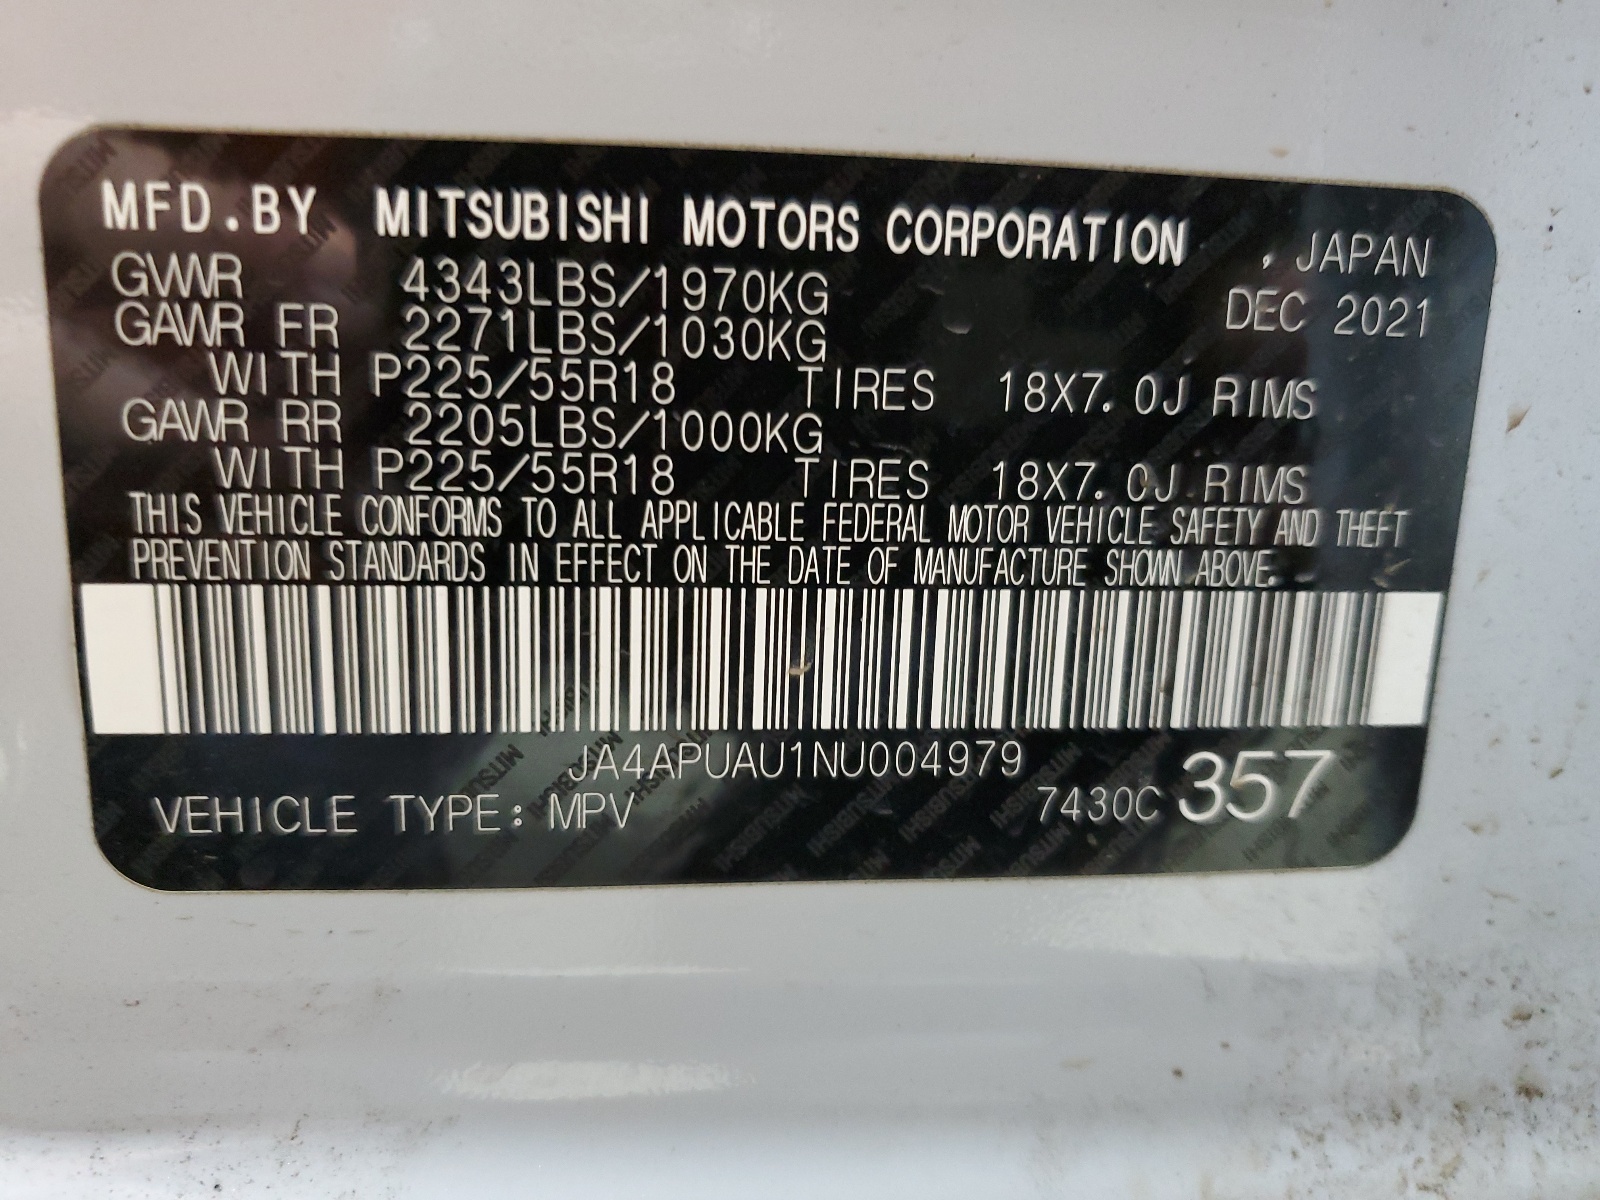 MFD.BY MITSUBISHI MOTORS CORPORATION , JAPAN
GVWR 4343LBS/1970KG DEC 2021
GAWR FR 2271LBS/1030KG
WITH P225/55R18 TIRES 18X7.0J RIMS
GAWR RR 2205LBS/1000KG
WITH P225/55R18 TIRES 18X7.0J RIMS
THIS VEHICLE CONFORMS TO ALL APPLICABLE FEDERAL MOTOR VEHICLE SAFETY AND THEFT
PREVENTION STANDARDS IN EFFECT ON THE DATE OF MANUFACTURE SHOWN ABOVE.
JA4APUAU1NU004979
VEHICLE TYPE: MPV 7430C 357